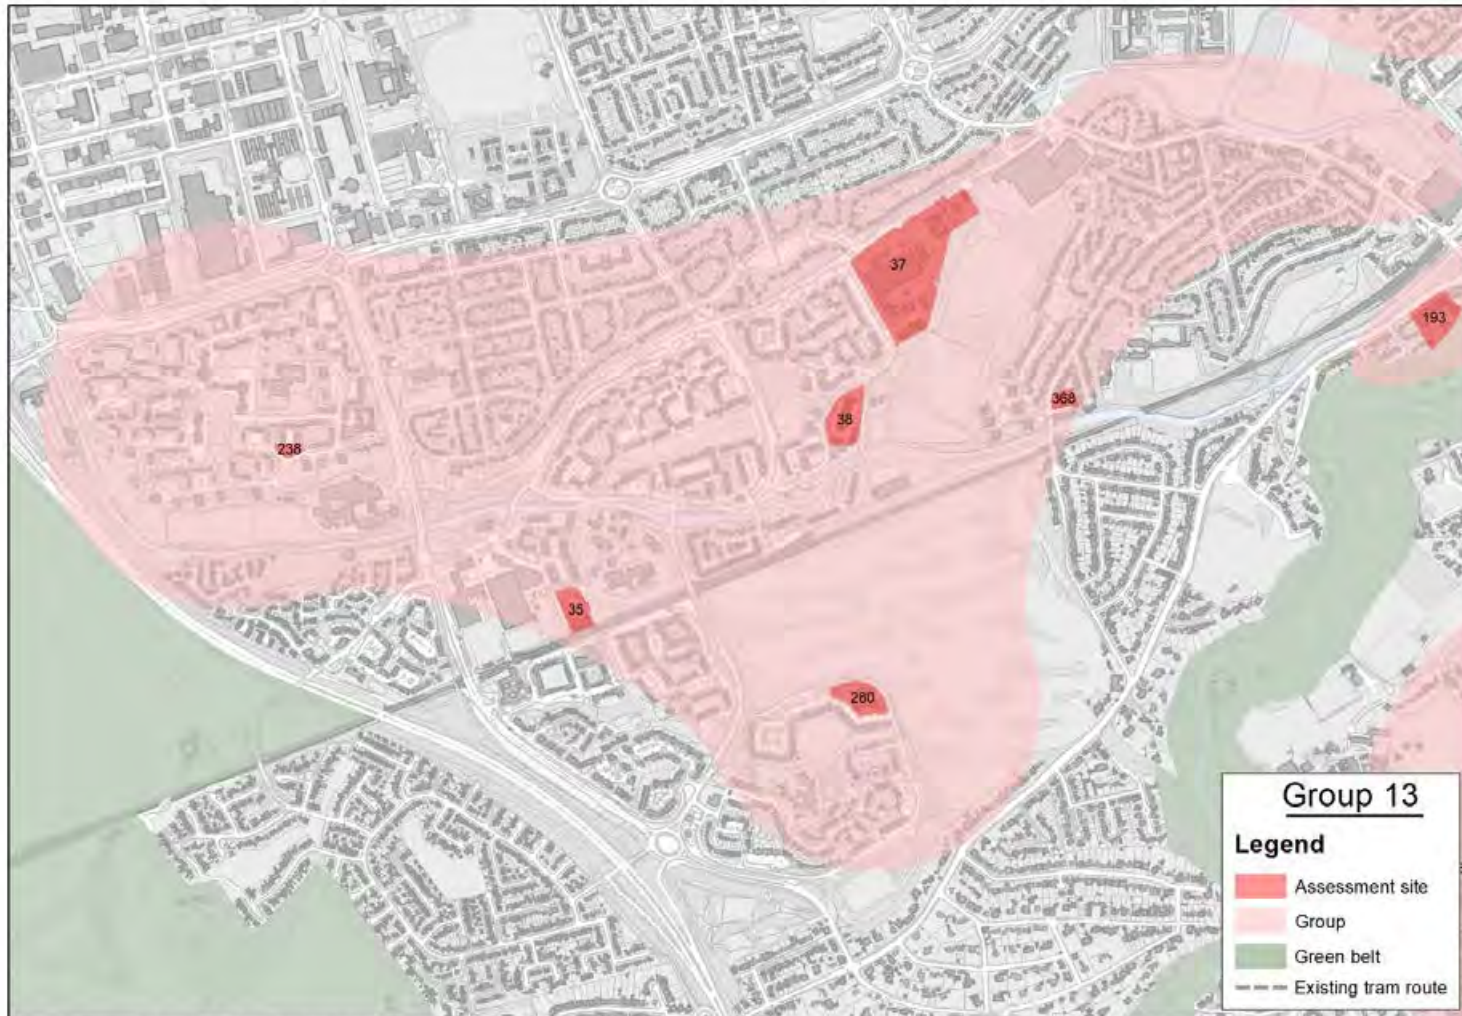 37
193
368
38
238
35
280
Group 13
Legend
Assessment site
Group
Green belt
Existing tram route